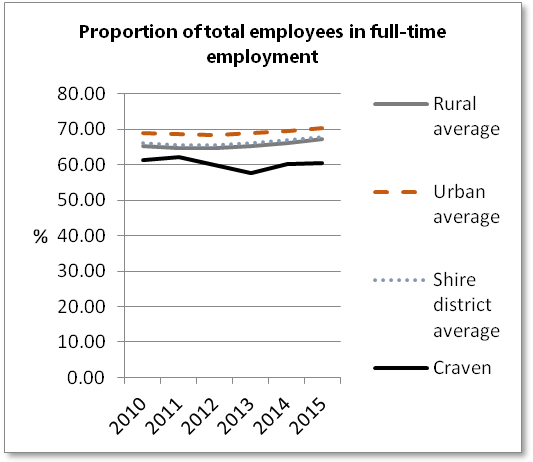 Proportion of total employees in full-time
employment
80.00
70.00
60.00
50.00
40.00
30.00
20.00
10.00
0.00
%
2010
2011
2012
2013
2014
2015
Rural
average
Urban
average
Shire
district
average
Craven